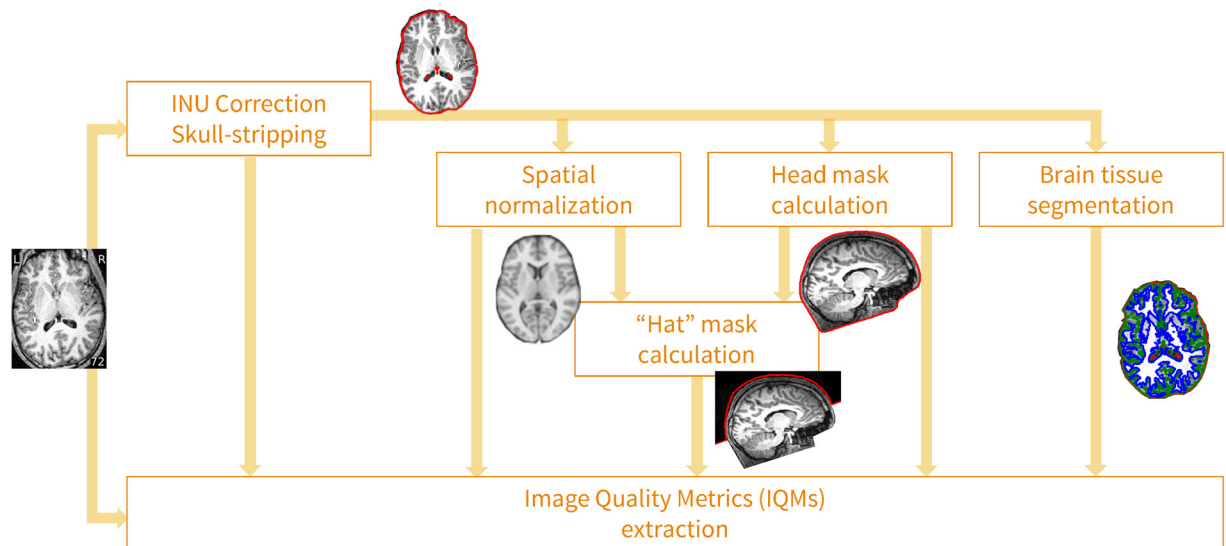 INU Correction
Skull-stripping
Spatial
normalization
Head mask
calculation
Brain tissue
segmentation
L
R
72
“Hat” mask
calculation
Image Quality Metrics (IQMs)
extraction